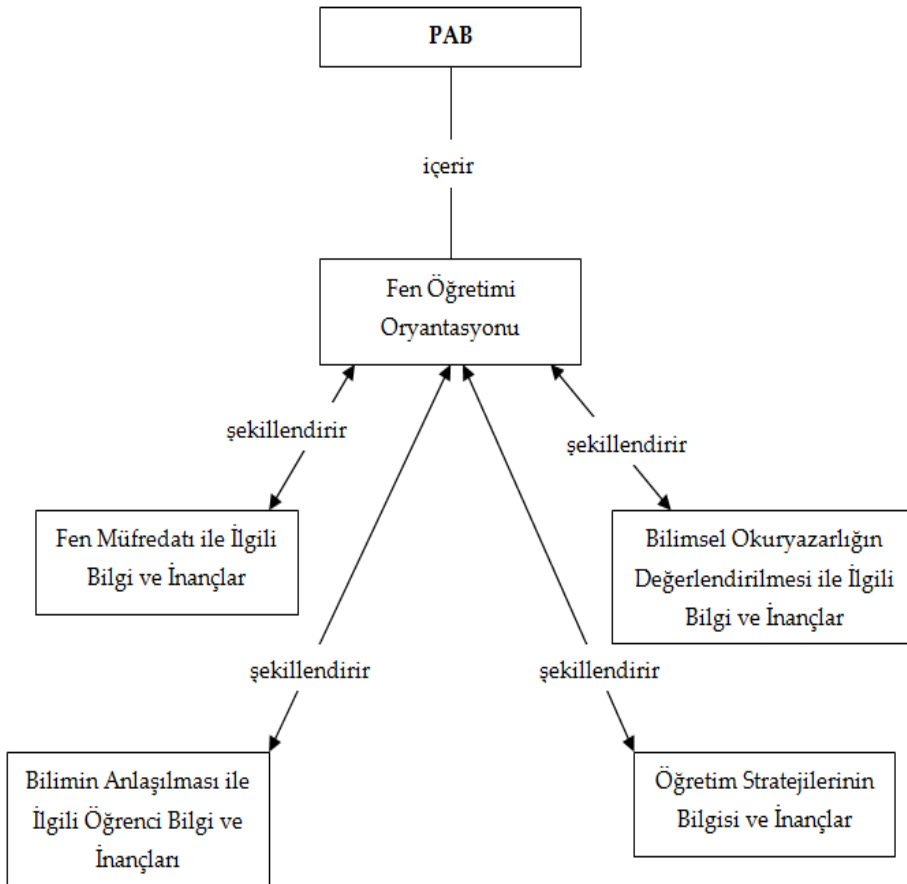 PAB
içerir
Fen Öğretimi
Oryantasyonu
şekillendirir
şekillendirir
Fen Müfredatı ile İlgili
Bilgi ve İnançlar
Bilimsel Okuryazarlığın
Değerlendirilmesi ile İlgili
Bilgi ve İnançlar
şekillendirir
şekillendirir
Bilimin Anlaşılması ile
İlgili Öğrenci Bilgi ve
İnançları
Öğretim Stratejilerinin
Bilgisi ve İnançlar